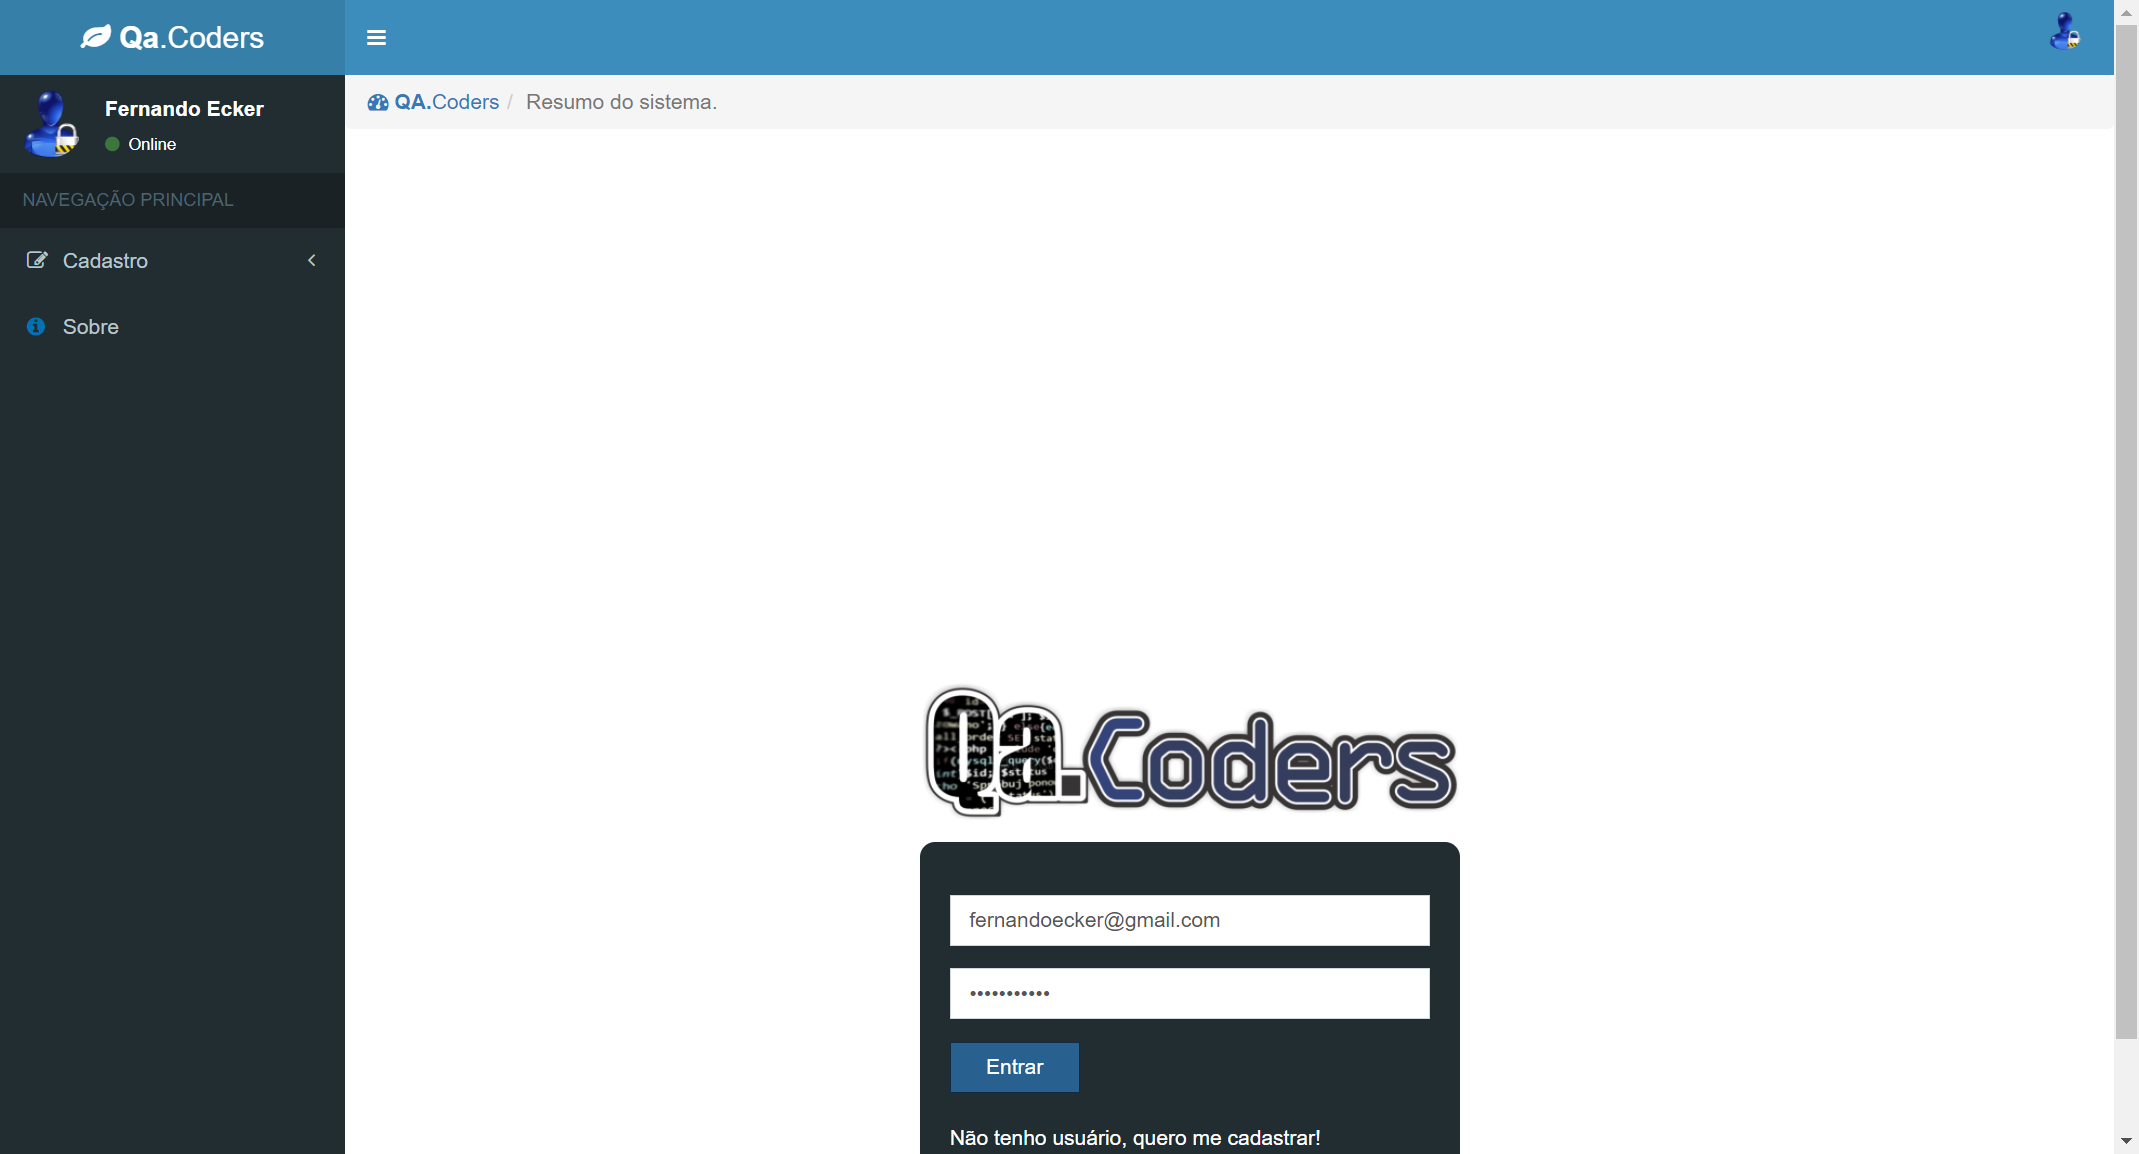 Qa.Coders
Fernando Ecker
Online
NAVEGAÇÃO PRINCIPAL
Cadastro
Sobre
QA.Coders / Resumo do sistema.
Qa.Coders
fernandoecker@gmail.com
•••••••••••
Entrar
Não tenho usuário, quero me cadastrar!